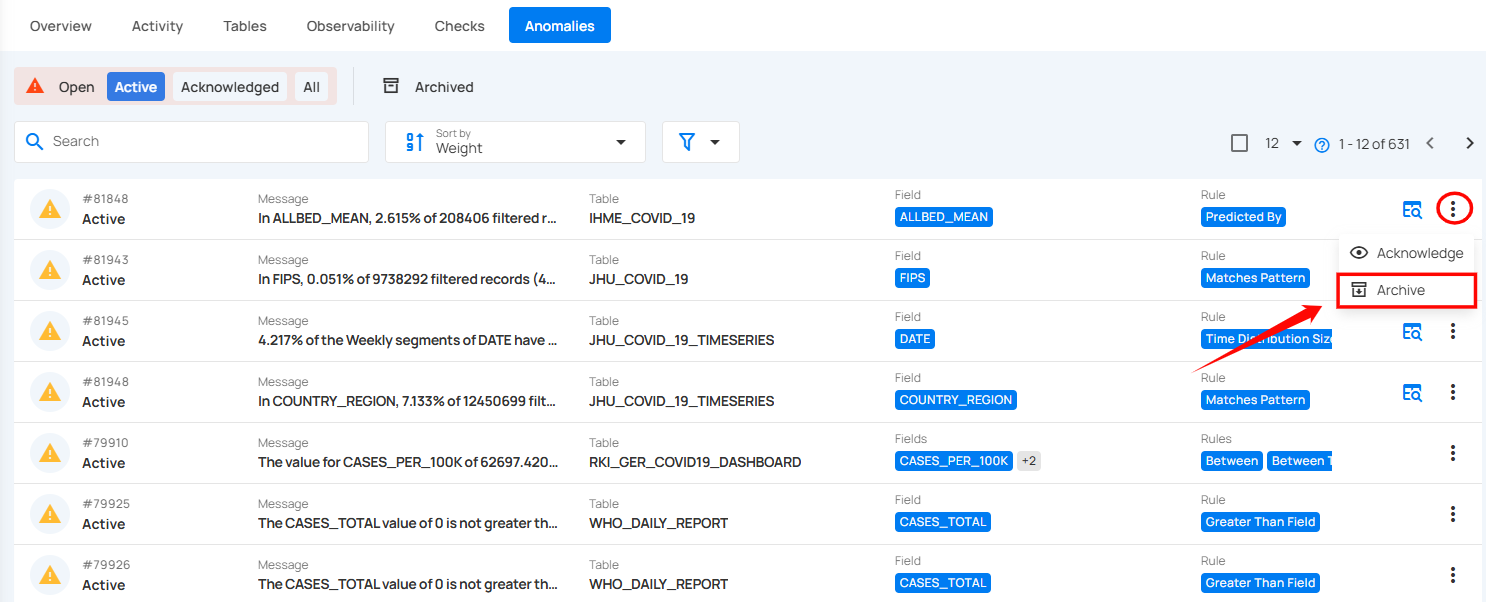 Overview Activity Tables Observability Checks Anomalies
Open Active Acknowledged All Archived
Search
Sort by
Weight
12 1 - 12 of 631
#81848 Message Table Field Rule
Active In ALLBED_MEAN, 2.615% of 208406 filtered r... IHME_COVID_19 ALLBED_MEAN Predicted By
Acknowledge
#81943 Message Table Field Rule
Active In FIPS, 0.051% of 9738292 filtered records (4... JHU_COVID_19 FIPS Matches Pattern
Archive
#81945 Message Table Field Rule
Active 4.217% of the Weekly segments of DATE have ... JHU_COVID_19_TIMESERIES DATE Time Distribution Size
#81948 Message Table Field Rule
Active In COUNTRY_REGION, 7.133% of 12450699 filt... JHU_COVID_19_TIMESERIES COUNTRY_REGION Matches Pattern
#79910 Message Table Fields Rules
Active The value for CASES_PER_100K of 62697.420... RKI_GER_COVID19_DASHBOARD CASES_PER_100K +2 Between Between T
#79925 Message Table Field Rule
Active The CASES_TOTAL value of 0 is not greater th... WHO_DAILY_REPORT CASES_TOTAL Greater Than Field
#79926 Message Table Field Rule
Active The CASES_TOTAL value of 0 is not greater th... WHO_DAILY_REPORT CASES_TOTAL Greater Than Field